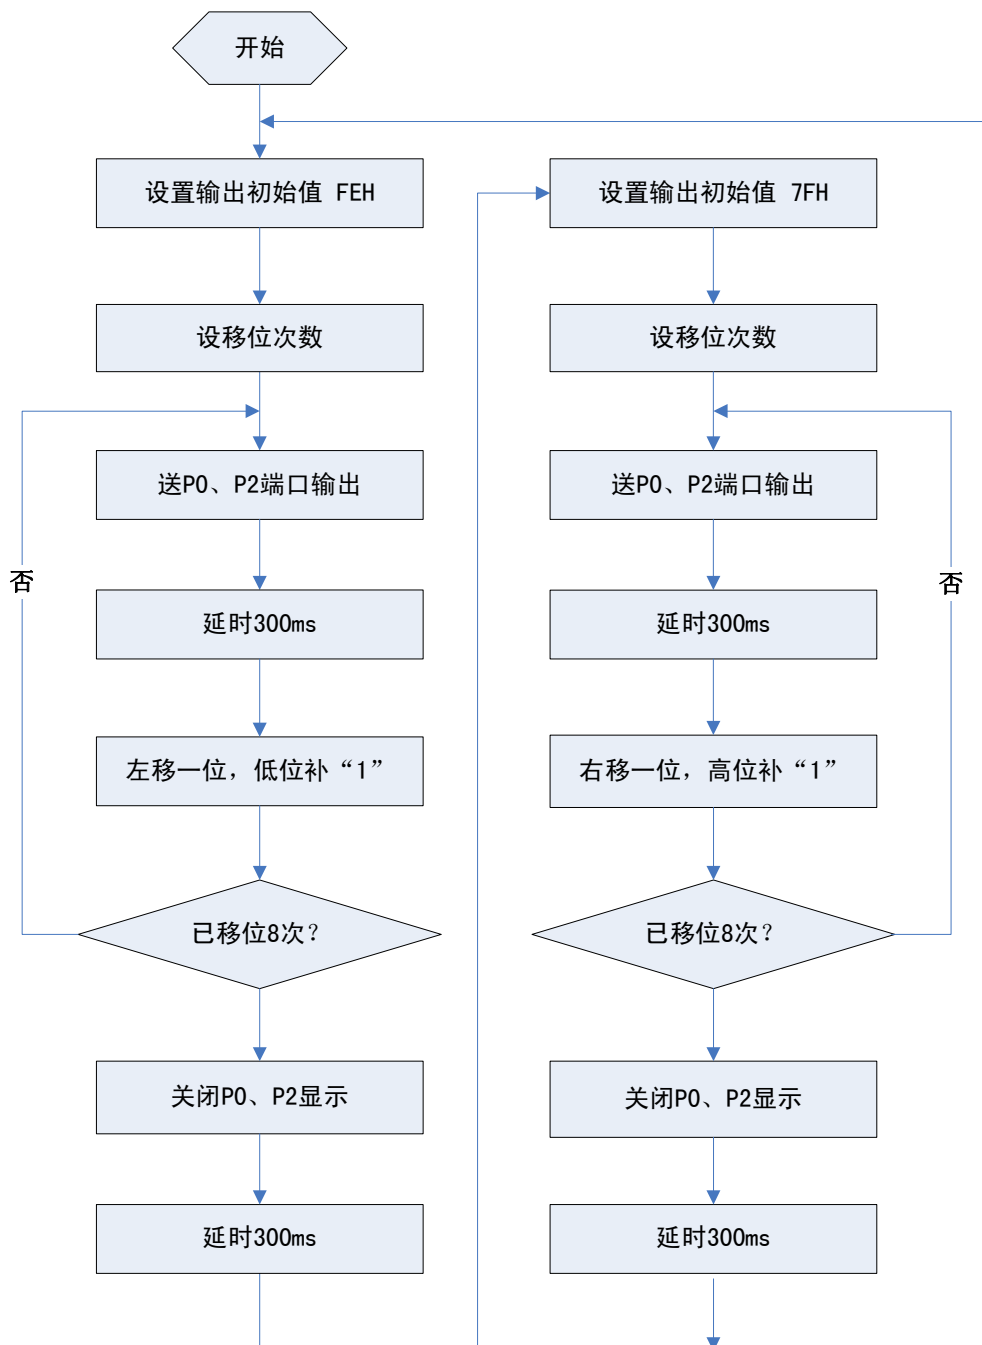 开始
设置输出初始值 FEH
设移位次数
送P0、P2端口输出
否
延时300ms
左移一位，低位补“1”
已移位8次？
关闭P0、P2显示
延时300ms
设置输出初始值 7FH
设移位次数
送P0、P2端口输出
否
延时300ms
右移一位，高位补“1”
已移位8次？
关闭P0、P2显示
延时300ms